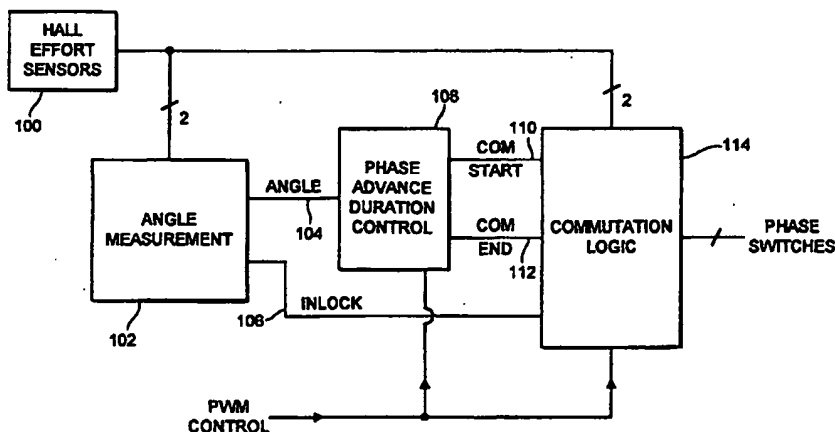 HALL
EFFORT
SENSORS
100
2
2
108
110
114
COM
START
PHASE
ADVANCE
DURATION
CONTROL
ANGLE
104
ANGLE
MEASUREMENT
COM
END
112
COMMUTATION
LOGIC
PHASE
SWITCHES
106
INLOCK
102
PWM
CONTROL